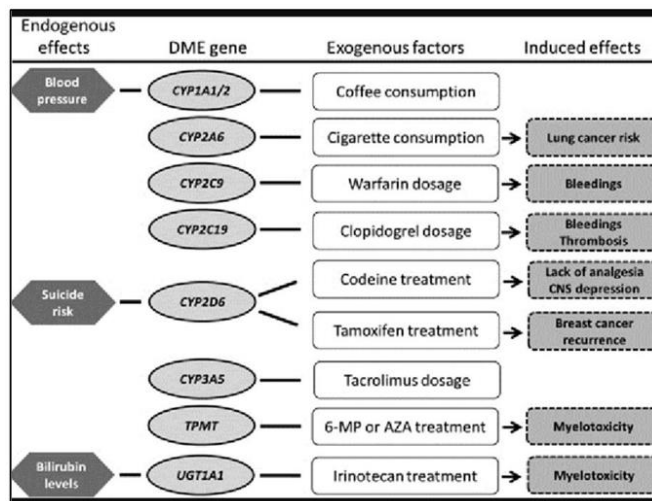 Endogenous effects DME gene Exogenous factors Induced effects
Blood pressure CYP1A1/2 Coffee consumption
CYP2A6 Cigarette consumption Lung cancer risk
CYP2C9 Warfarin dosage Bleedings
CYP2C19 Clopidogrel dosage Bleedings Thrombosis
Codeine treatment Lack of analgesia CNS depression
Suicide risk CYP2D6
Tamoxifen treatment Breast cancer recurrence
CYP3A5 Tacrolimus dosage
TPMT 6-MP or AZA treatment Myelotoxicity
Bilirubin levels UGT1A1 Irinotecan treatment Myelotoxicity